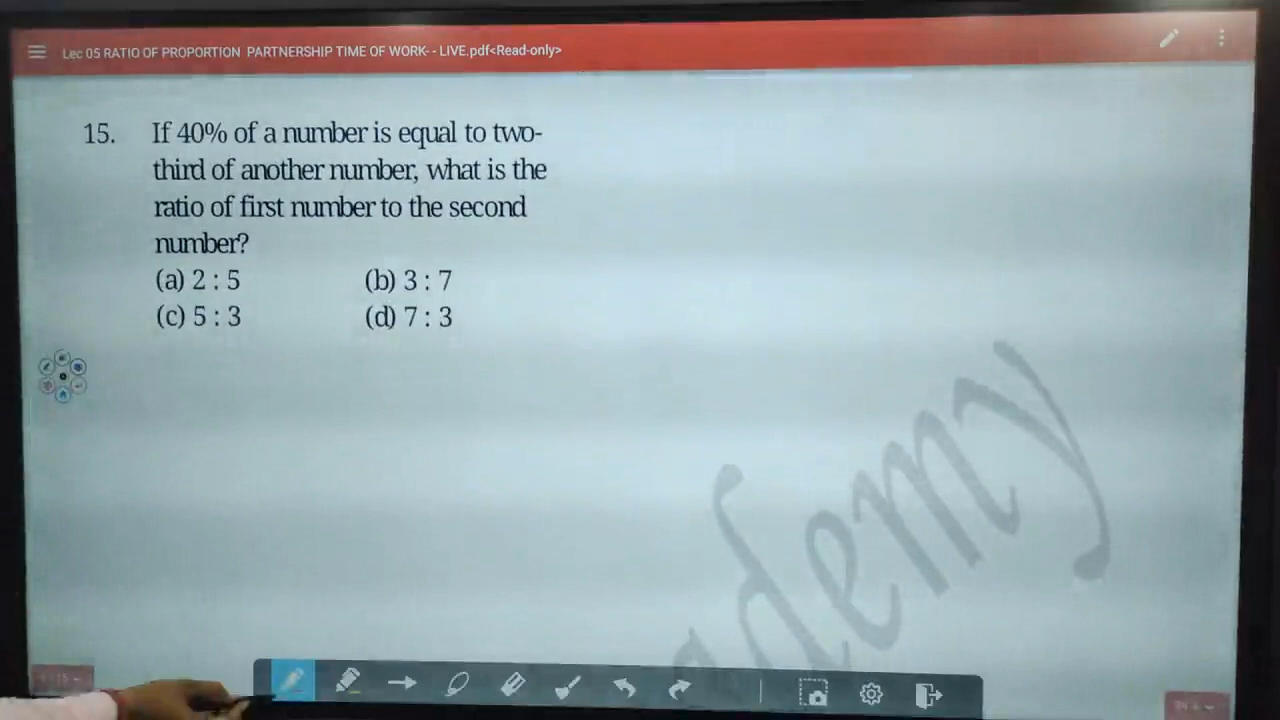 Lec 05 RATIO OF PROPORTION PARTNERSHIP TIME OF WORK- - LIVE.pdf<Read-only>
15. If 40% of a number is equal to two-
third of another number, what is the
ratio of first number to the second
number?
(a) 2 : 5 (b) 3 : 7
(c) 5 : 3 (d) 7 : 3
demy